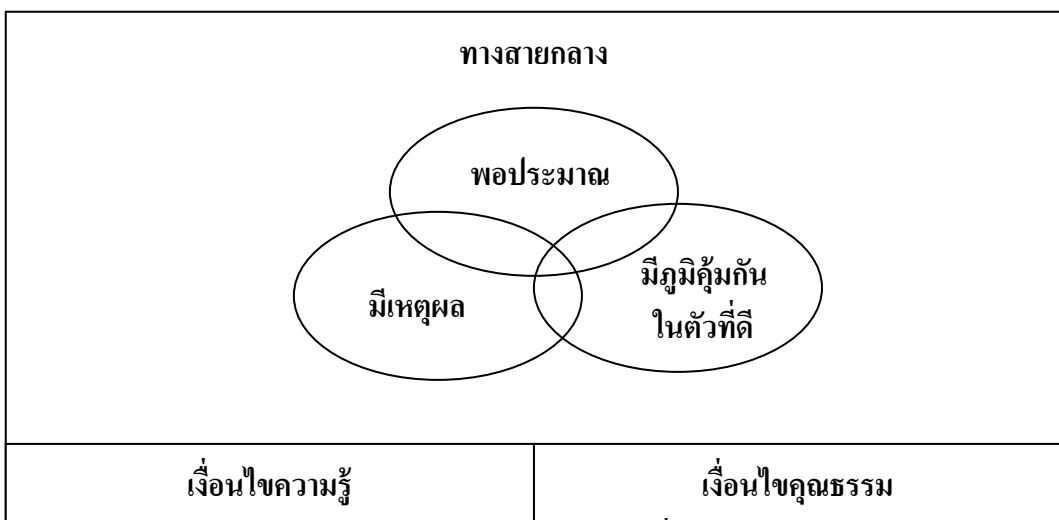 ทางสายกลาง
พอประมาณ
มีเหตุผล
มีภูมิคุ้มกัน
ในตัวที่ดี
เงื่อนไขความรู้
เงื่อนไขคุณธรรม